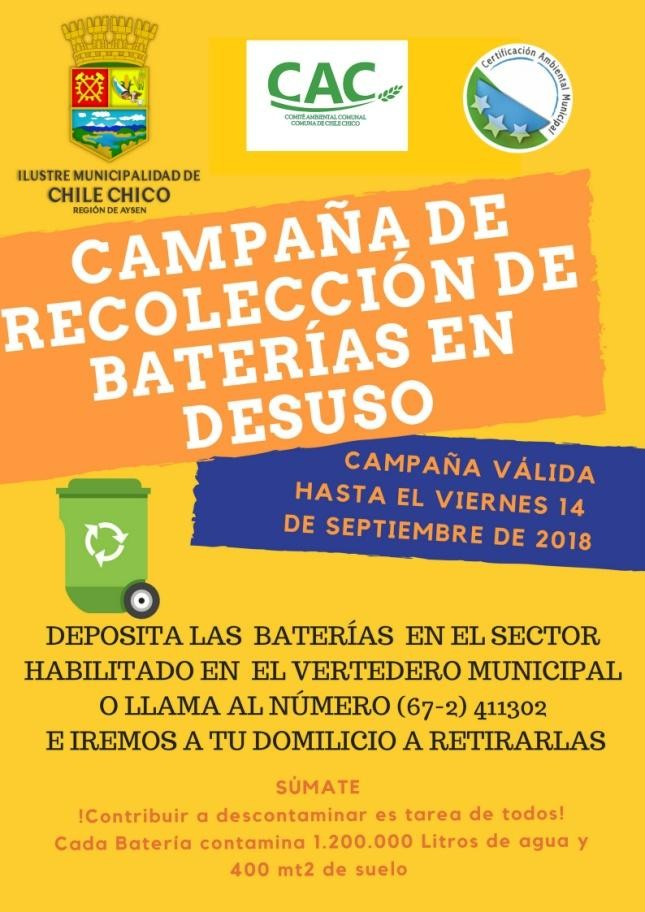 ILUSTRE MUNICIPALIDAD DE
CHILE CHICO
REGIÓN DE AYSEN
CAC
COMITÉ AMBIENTAL COMUNAL
COMUNA DE CHILE CHICO
Certificación Ambiental Municipal
CAMPAÑA DE
RECOLECCIÓN DE
BATERÍAS EN
DESUSO
CAMPAÑA VÁLIDA
HASTA EL VIERNES 14
DE SEPTIEMBRE DE 2018
DEPOSITA LAS BATERÍAS EN EL SECTOR
HABILITADO EN EL VERTEDERO MUNICIPAL
O LLAMA AL NÚMERO (67-2) 411302
E IREMOS A TU DOMILICIO A RETIRARLAS
SÚMATE
!Contribuir a descontaminar es tarea de todos!
Cada Batería contamina 1.200.000 Litros de agua y
400 mt2 de suelo